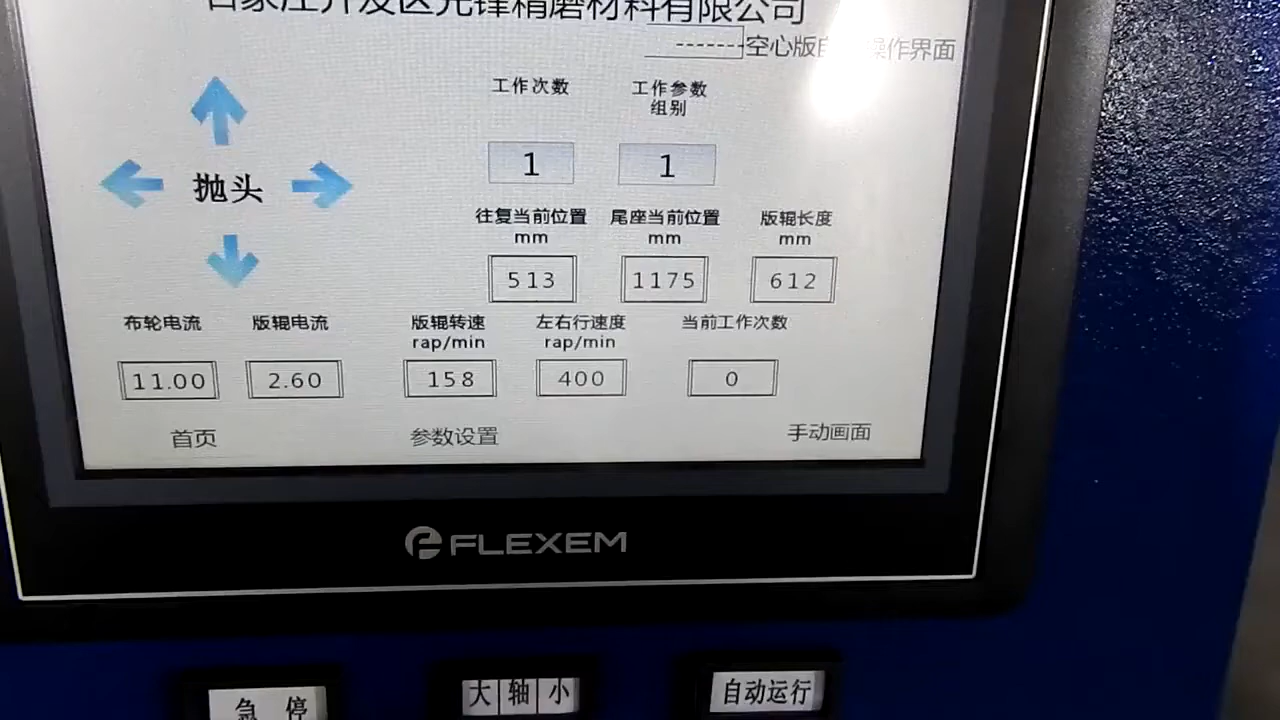 石家庄开发区先锋精磨材料有限公司
-------空心版自 操作界面
工作次数
工作参数
组别
抛头
1
1
往复当前位置
mm
尾座当前位置
mm
版辊长度
mm
513
1175
612
布轮电流
版辊电流
版辊转速
rap/min
左右行速度
rap/min
当前工作次数
11.00
2.60
158
400
0
首页
参数设置
手动画面
FLEXEM
急 停
大 轴 小
自动运行